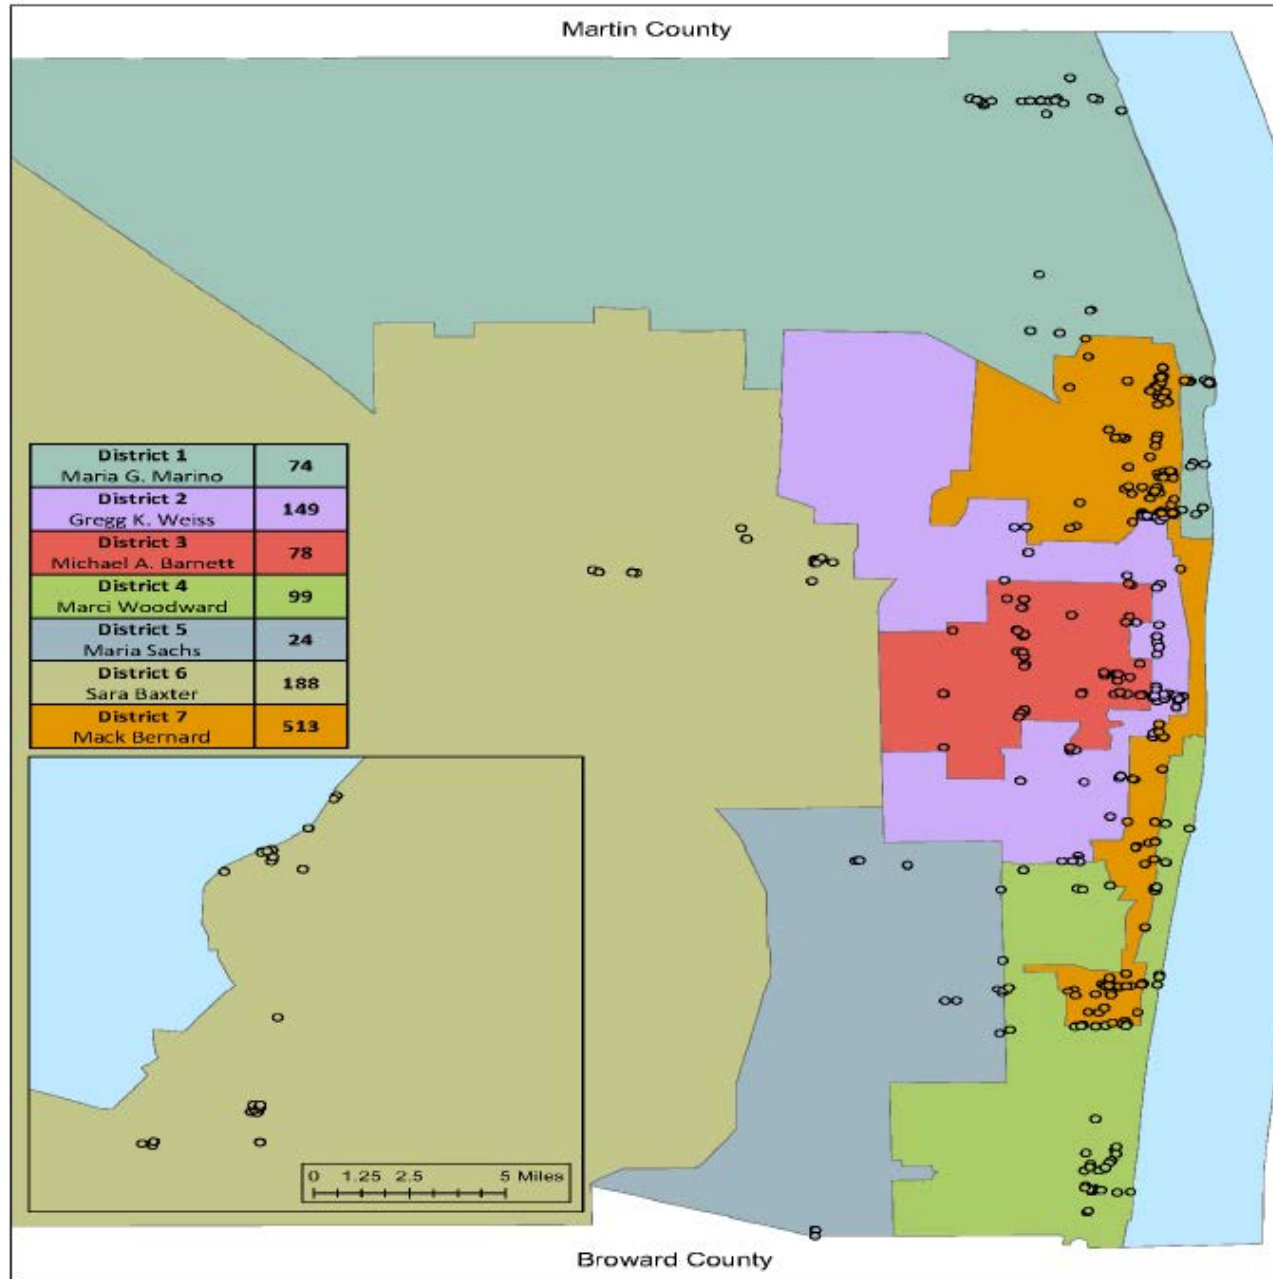 Martin County
District 1
Maria G. Marino
74
District 2
Gregg K. Weiss
149
District 3
Michael A. Barnett
78
District 4
Marci Woodward
99
District 5
Maria Sachs
24
District 6
Sara Baxter
188
District 7
Mack Bernard
513
0 1.25 2.5 5 Miles
Broward County